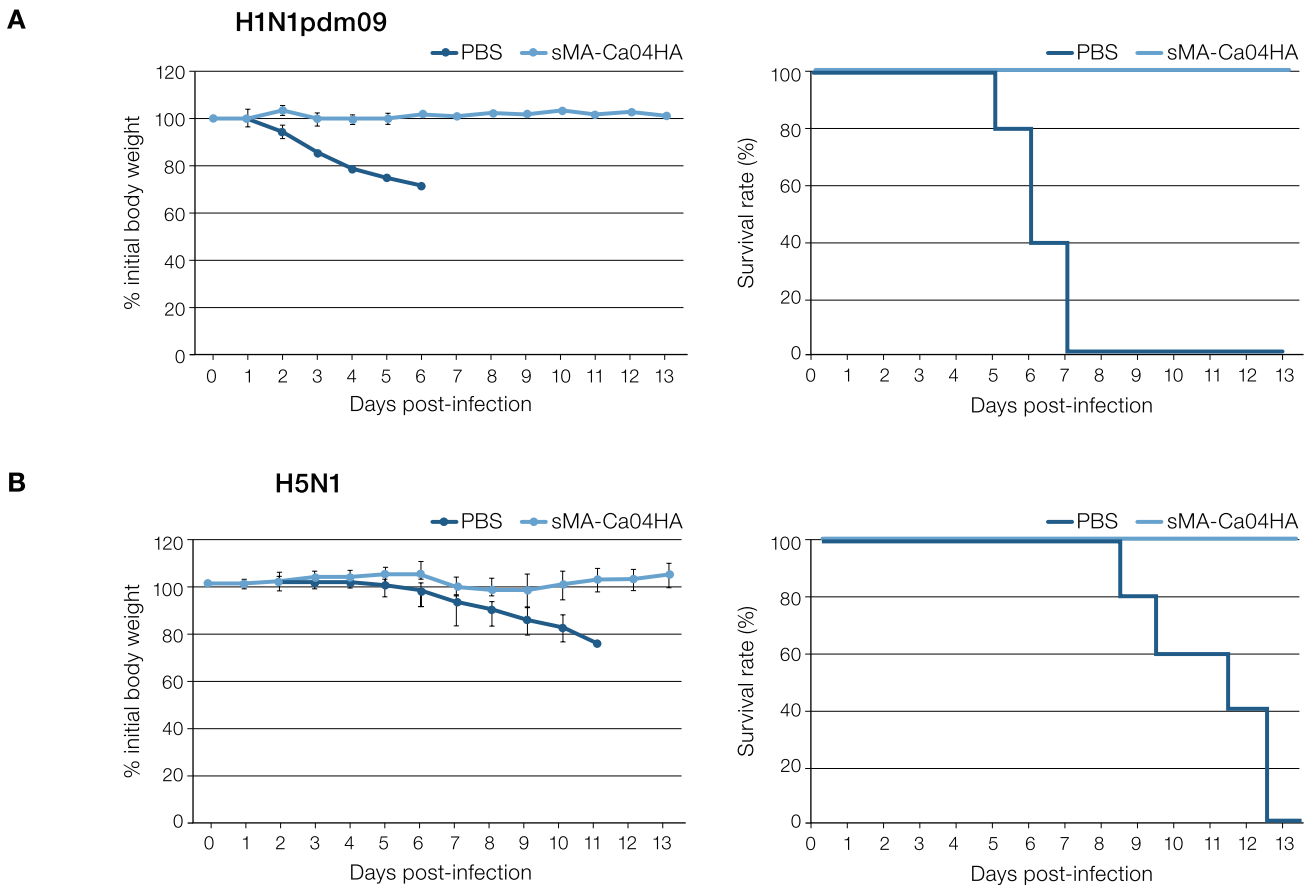 A
H1N1pdm09
PBS sMA-Ca04HA
120
100
80
60
40
20
0
% initial body weight
0 1 2 3 4 5 6 7 8 9 10 11 12 13
Days post-infection
PBS sMA-Ca04HA
100
80
60
40
20
0
Survival rate (%)
0 1 2 3 4 5 6 7 8 9 10 11 12 13
Days post-infection
B
H5N1
PBS sMA-Ca04HA
120
100
80
60
40
20
0
% initial body weight
0 1 2 3 4 5 6 7 8 9 10 11 12 13
Days post-infection
PBS sMA-Ca04HA
100
80
60
40
20
0
Survival rate (%)
0 1 2 3 4 5 6 7 8 9 10 11 12 13
Days post-infection